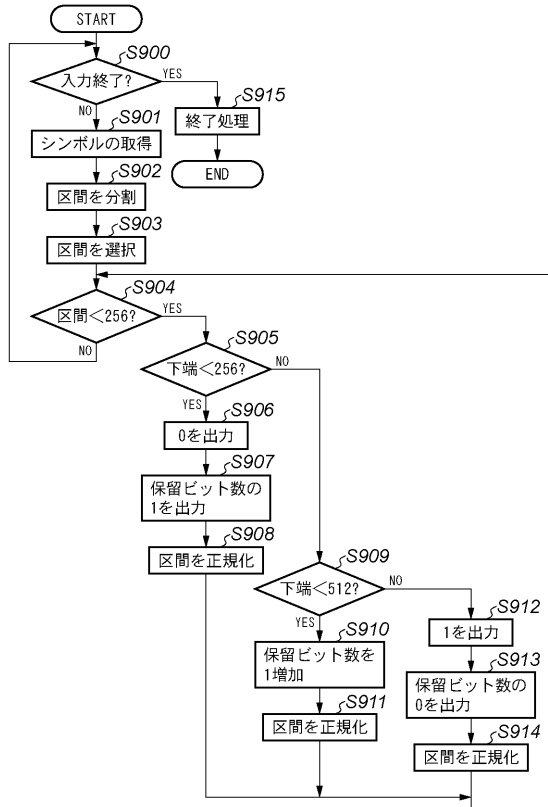 START
S900
入力終了?
YES
NO
S901
シンボルの取得
S915
終了処理
END
S902
区間を分割
S903
区間を選択
S904
区間<256?
YES
NO
S905
下端<256?
NO
YES
S906
0を出力
S907
保留ビット数の
1を出力
S908
区間を正規化
S909
下端<512?
NO
YES
S910
保留ビット数を
1増加
S911
区間を正規化
S912
1を出力
S913
保留ビット数の
0を出力
S914
区間を正規化